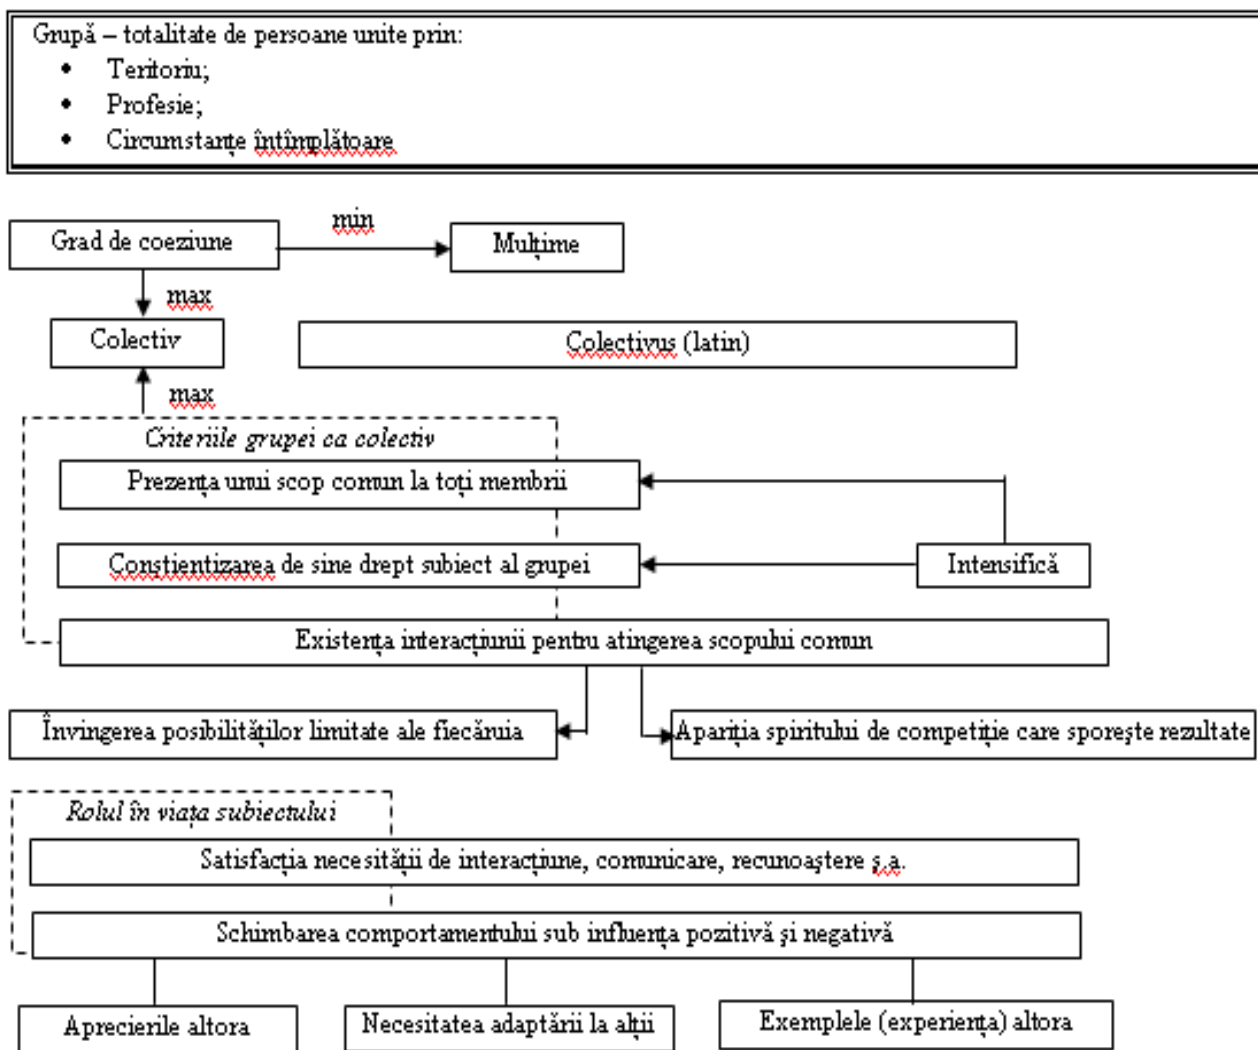 Grupă – totalitate de persoane unite prin:
• Teritoriu;
• Profesie;
• Circumstanțe întîmplătoare
min
Grad de coeziune
Mulțime
max
Colectiv
Colectivus (latin)
max
Criteriile grupei ca colectiv
Prezența unui scop comun la toți membrii
Conștientizarea de sine drept subiect al grupei
Intensifică
Existența interacțiunii pentru atingerea scopului comun
Învingerea posibilităților limitate ale fiecăruia
Apariția spiritului de competiție care sporește rezultate
Rolul în viața subiectului
Satisfacția necesității de interacțiune, comunicare, recunoaștere ș.a.
Schimbarea comportamentului sub influența pozitivă și negativă
Aprecierile altora
Necesitatea adaptării la alții
Exemplele (experiența) altora